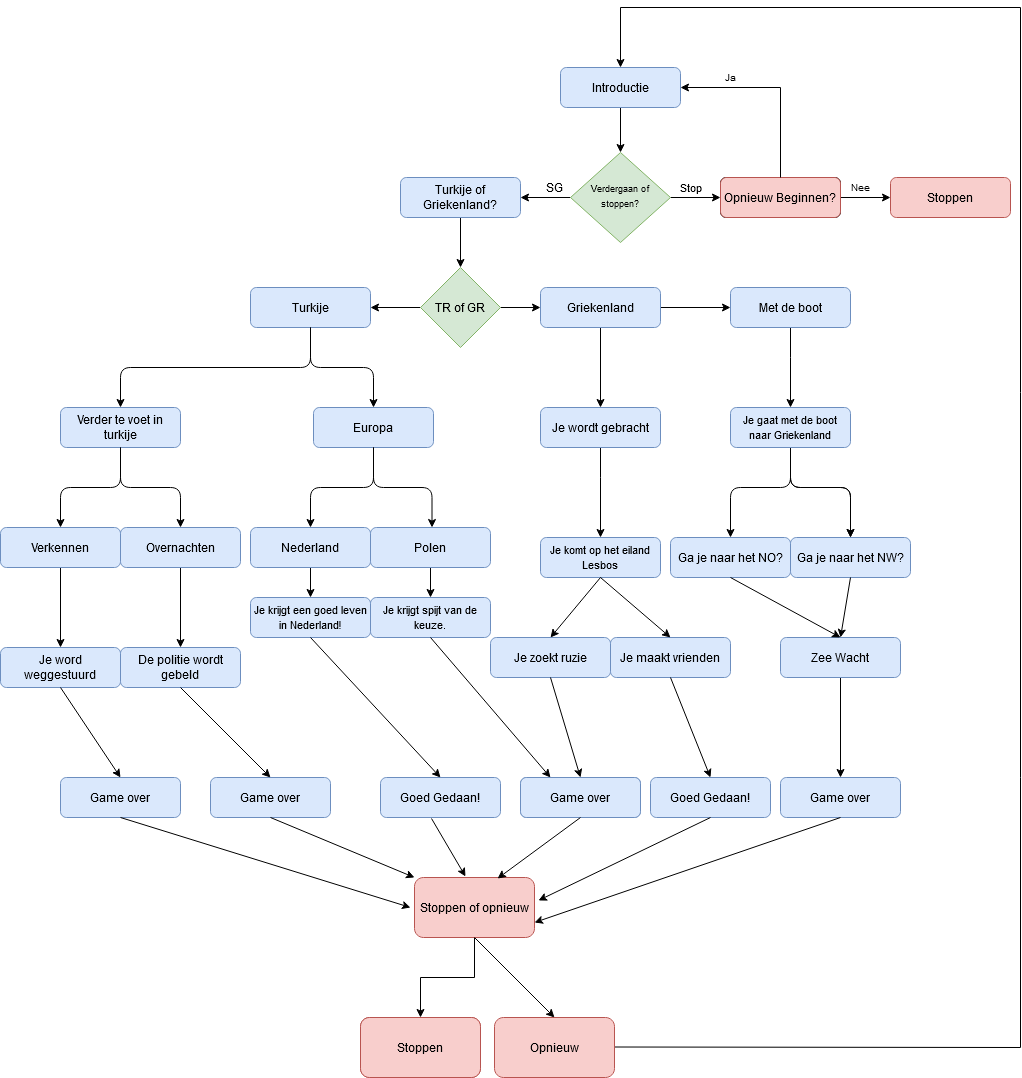 Ja
Introductie
Turkije of
Griekenland?
SG
Verdergaan of
stoppen?
Stop
Opnieuw Beginnen?
Nee
Stoppen
Turkije
TR of GR
Griekenland
Met de boot
Verder te voet in
turkije
Europa
Je wordt gebracht
Je gaat met de boot
naar Griekenland
Verkennen
Overnachten
Nederland
Polen
Je komt op het eiland
Lesbos
Ga je naar het NO?
Ga je naar het NW?
Je krijgt een goed leven
in Nederland!
Je krijgt spijt van de
keuze.
Je word
weggestuurd
De politie wordt
gebeld
Je zoekt ruzie
Je maakt vrienden
Zee Wacht
Game over
Game over
Goed Gedaan!
Game over
Goed Gedaan!
Game over
Stoppen of opnieuw
Stoppen
Opnieuw